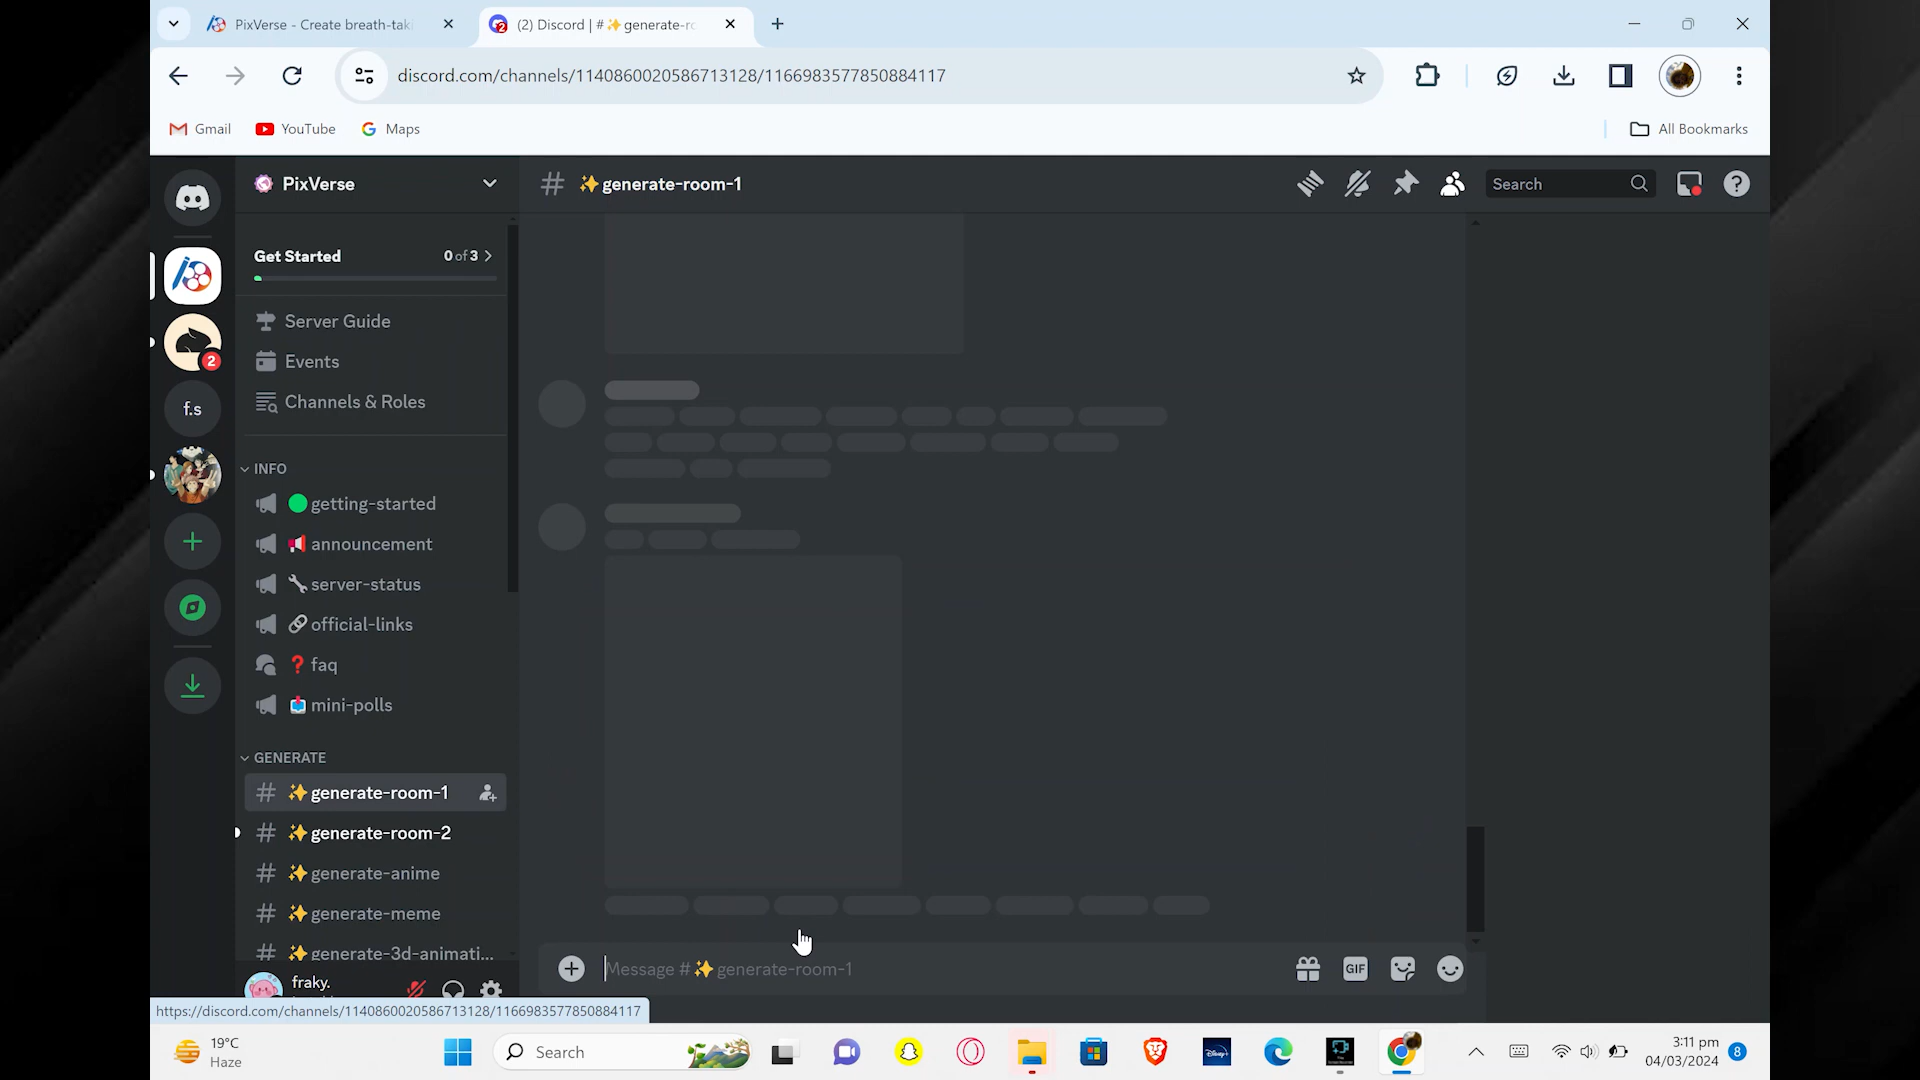 PixVerse - Create breath-tak
(2) Discord | #✨generate-ro
discord.com/channels/1140860020586713128/1166983577850884117
Gmail
YouTube
Maps
All Bookmarks
PixVerse
✨generate-room-1
Search
Get Started
0 of 3
Server Guide
2
Events
Channels & Roles
f.s
INFO
getting-started
announcement
server-status
official-links
❓faq
mini-polls
GENERATE
✨generate-room-1
✨generate-room-2
✨generate-anime
✨generate-meme
✨generate-3d-animati...
Message #✨generate-room-1
GIF
fraky.
https://discord.com/channels/1140860020586713128/1166983577850884117
19°C
Haze
Search
Disney+
3:11 pm
04/03/2024
8